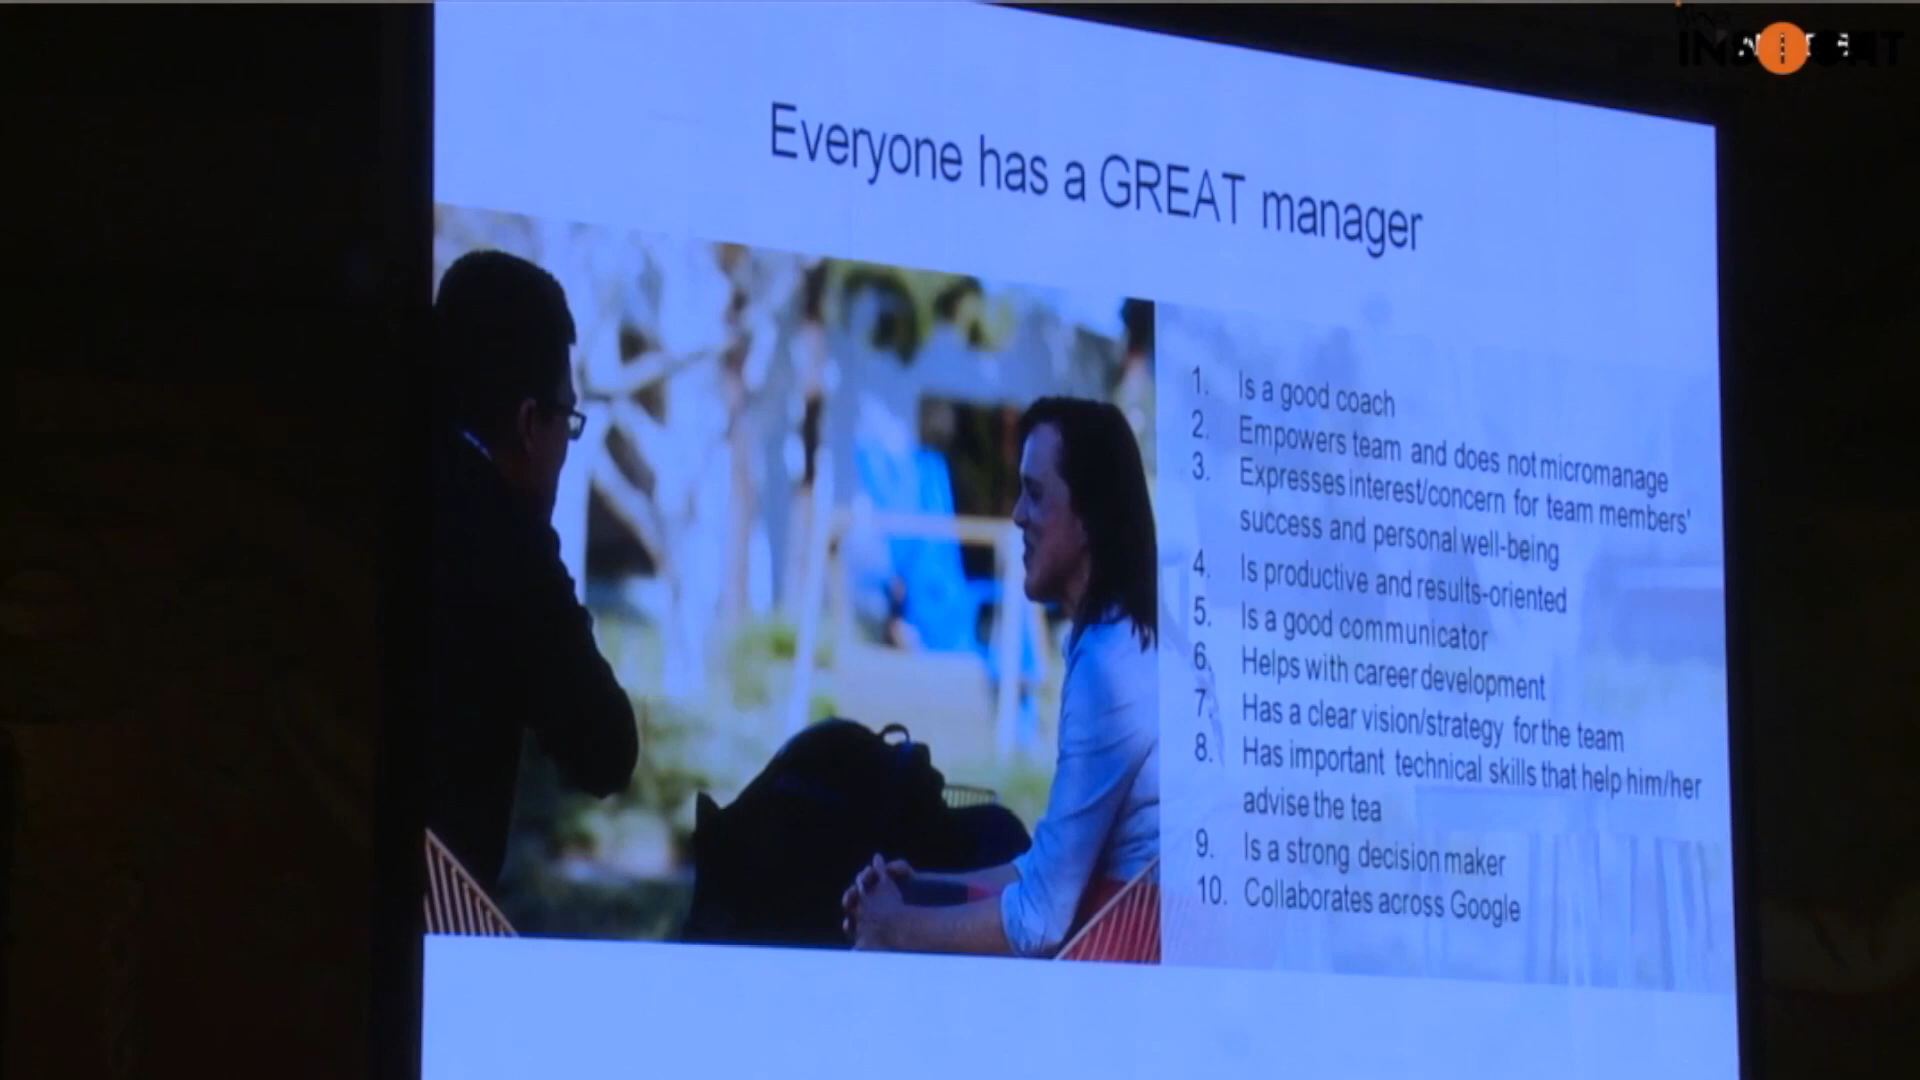 INSIGHT
Everyone has a GREAT manager
1. Is a good coach
2. Empowers team and does not micromanage
3. Expresses interest/concern for team members'
success and personal well-being
4. Is productive and results-oriented
5. Is a good communicator
6. Helps with career development
7. Has a clear vision/strategy for the team
8. Has important technical skills that help him/her
advise the tea
9. Is a strong decision maker
10. Collaborates across Google